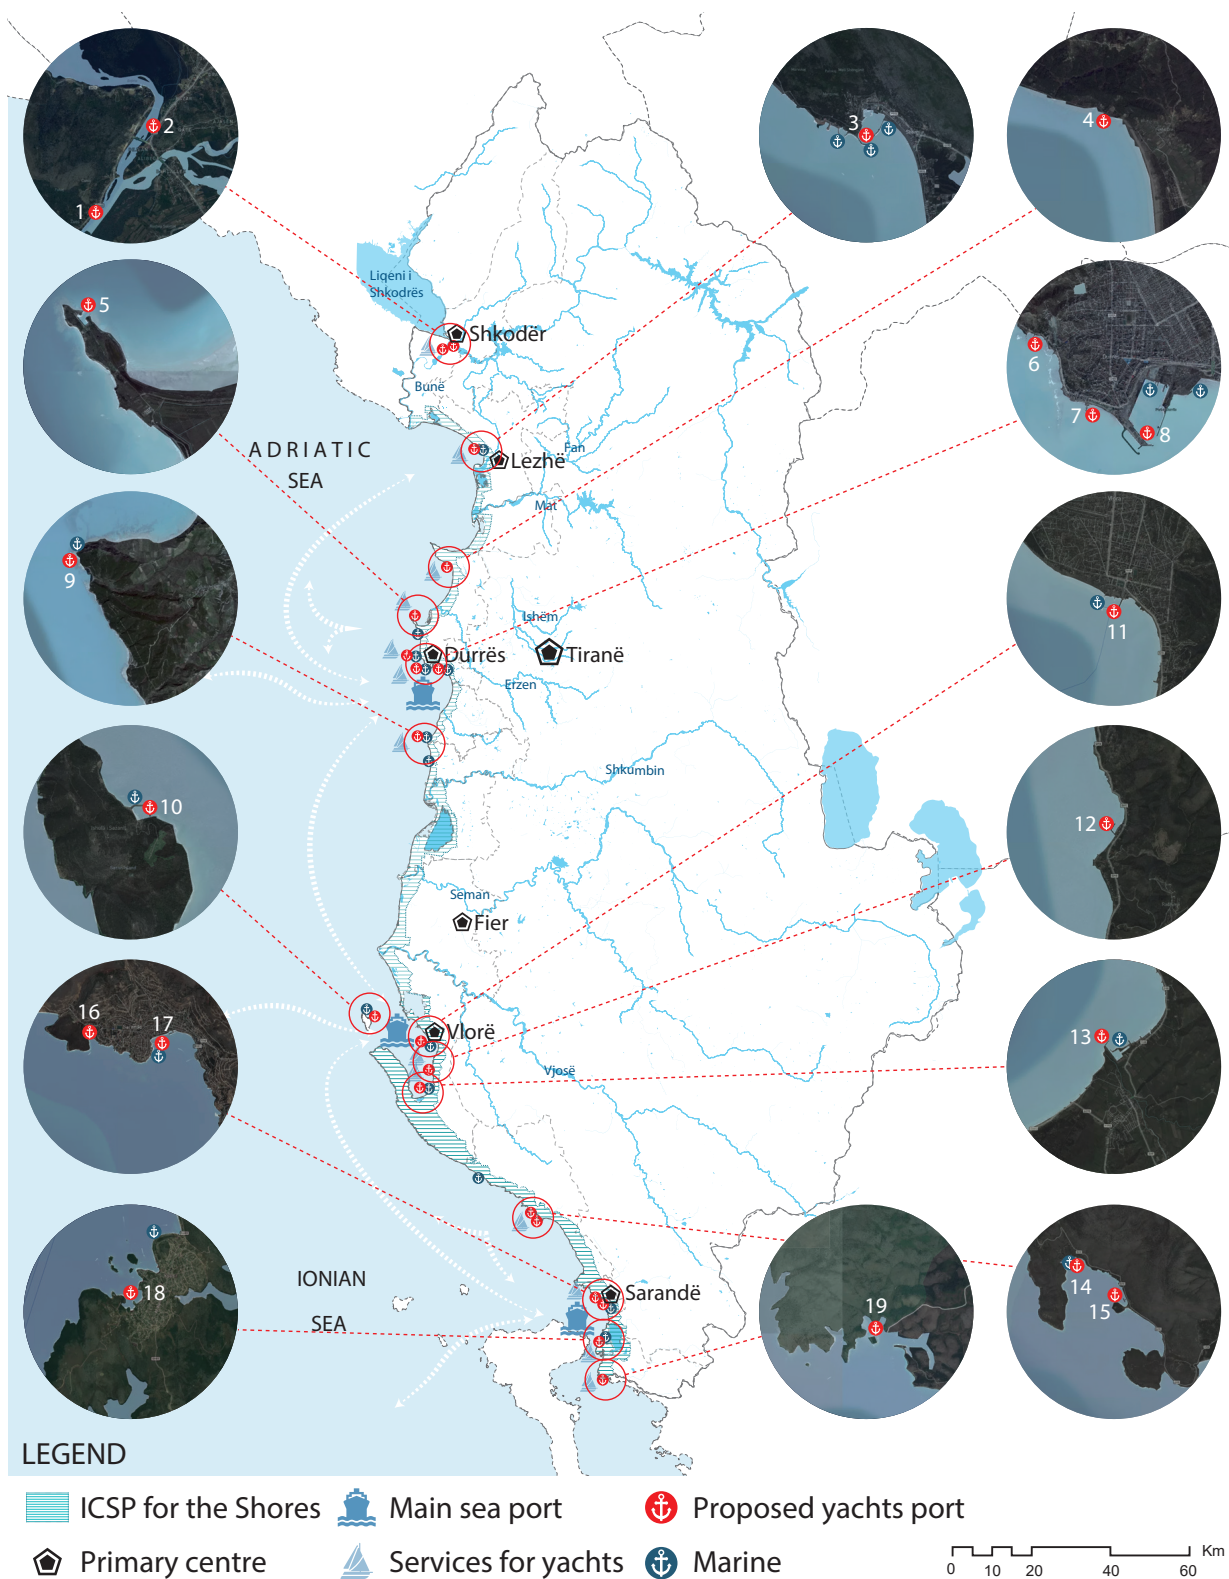 2
1
3
4
5
6
7
8
9
10
11
12
13
16
17
18
19
14
15
Liqeni i
Shkodrës
Shkodër
Bunë
ADRIATIC
SEA
Fan
Lezhë
Mat
Ishëm
Durrës
Tiranë
Erzen
Shkumbin
Seman
Fier
Vlorë
Vjosë
IONIAN
SEA
Sarandë
LEGEND
ICSP for the Shores
Main sea port
Proposed yachts port
Primary centre
Services for yachts
Marine
Km
0 10 20 40 60